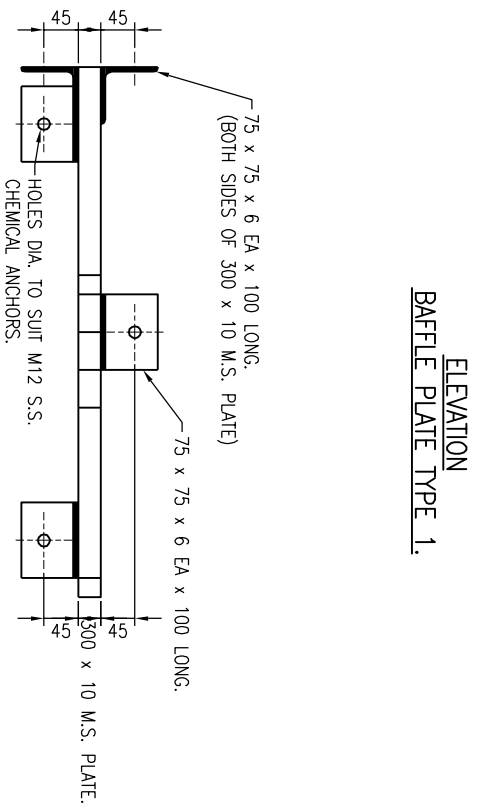 ELEVATION
BAFFLE PLATE TYPE 1.
75 x 75 x 6 EA x 100 LONG.
(BOTH SIDES OF 300 x 10 M.S. PLATE)
75 x 75 x 6 EA x 100 LONG.
45
45
45
45
300 x 10 M.S. PLATE.
HOLES DIA. TO SUIT M12 S.S.
CHEMICAL ANCHORS.